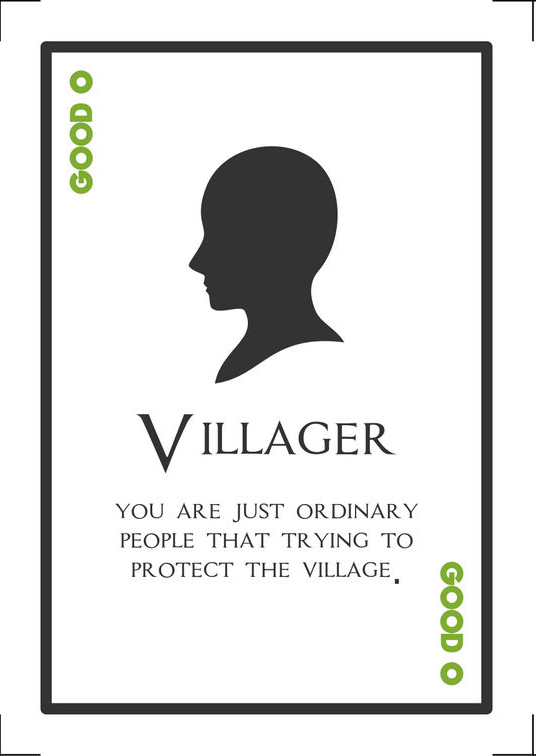 GOOD O
VILLAGER
YOU ARE JUST ORDINARY
PEOPLE THAT TRYING TO
PROTECT THE VILLAGE.
GOOD O